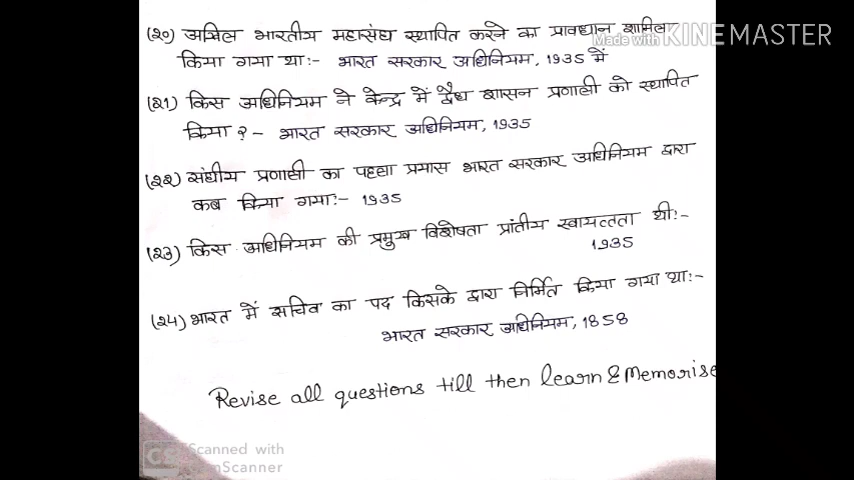 Made with KINEMASTER
(२०) अखिल भारतीय महासंघ स्थापित करने का प्रावधान शामिल
किया गया था:- भारत सरकार अधिनियम, 1935 में
(२१) किस अधिनियम ने केन्द्र में द्वैध शासन प्रणाली को स्थापित
किया ? - भारत सरकार अधिनियम, 1935
(२२) संघीय प्रणाली का पहला प्रयास भारत सरकार अधिनियम द्वारा
कब किया गया:- 1935
(२३) किस अधिनियम की प्रमुख विशेषता प्रांतीय स्वायत्तता थी:-
1935
(२4) भारत में सचिव का पद किसके द्वारा निर्मित किया गया था:-
भारत सरकार अधिनियम, 1858
Revise all questions till then learn & Memorise
CS Scanned with
CamScanner